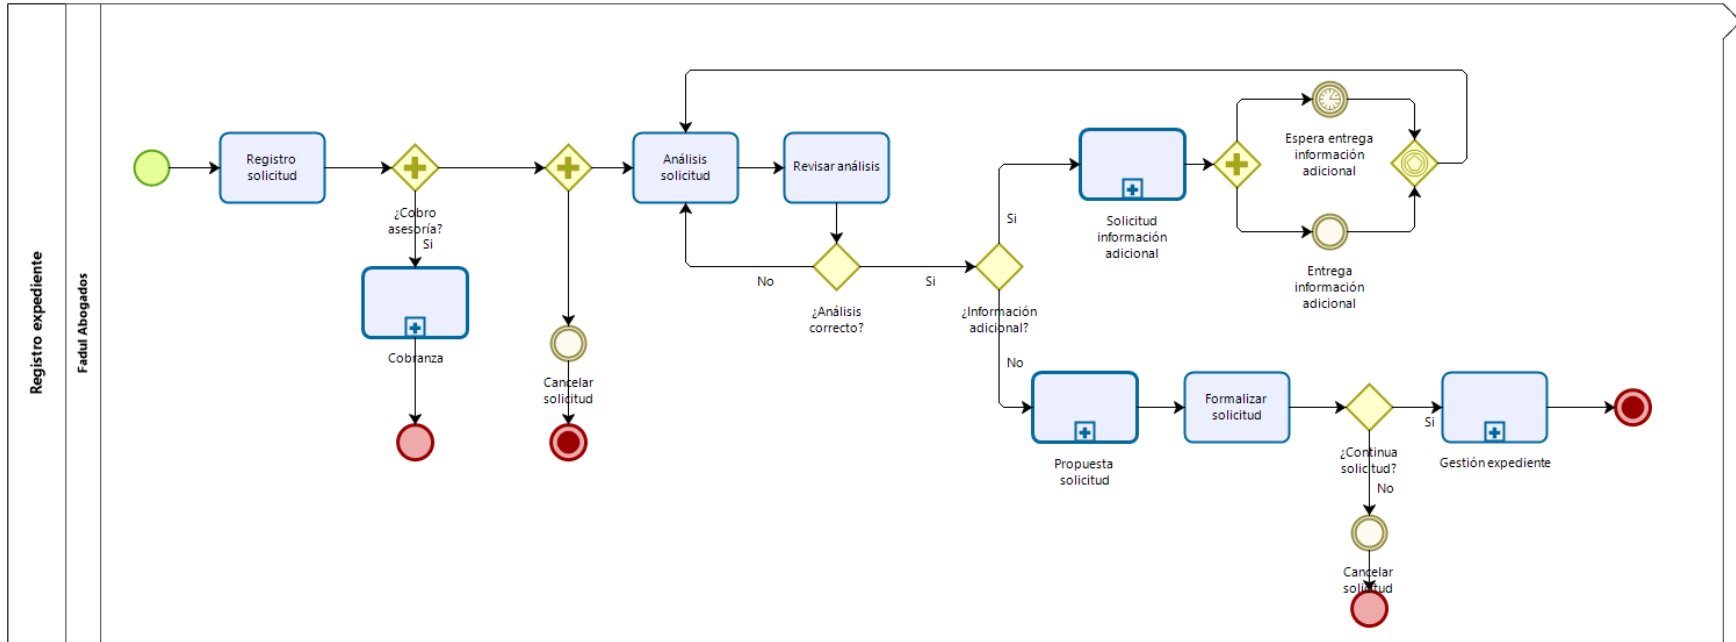 Registro expediente
Fadul Abogados
Registro
solicitud
¿Cobro
asesoría?
Si
Cobranza
Cancelar
solicitud
Análisis
solicitud
Revisar análisis
No
¿Análisis
correcto?
Si
¿Información
adicional?
Si
No
Solicitud
información
adicional
Espera entrega
información
adicional
Entrega
información
adicional
Propuesta
solicitud
Formalizar
solicitud
¿Continua
solicitud?
Si
No
Gestión expediente
Cancelar
solicitud